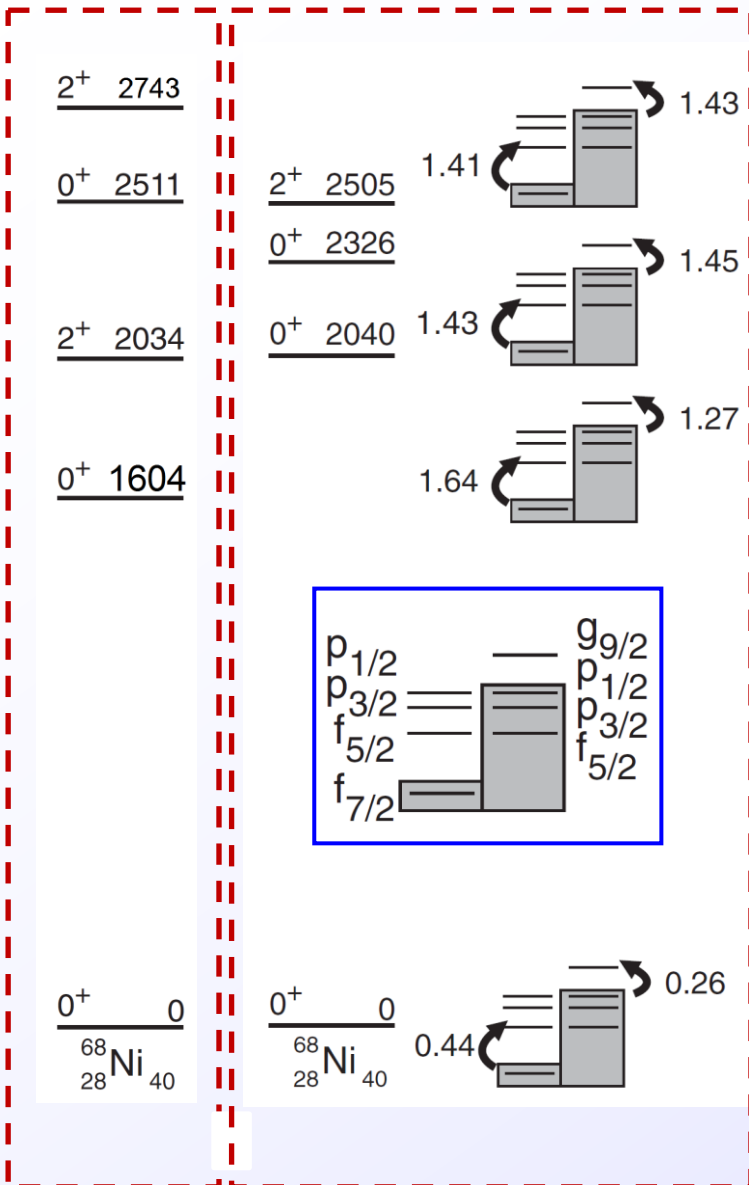 2+ 2743
0+ 2511
2+ 2034
0+ 1604
0+ 0
68
28 Ni 40
2+ 2505
0+ 2326
0+ 2040
0+ 0
68
28 Ni 40
1.41 1.43
1.43 1.45
1.64 1.27
p1/2
p3/2
f5/2
f7/2
g9/2
p1/2
p3/2
f5/2
0.44 0.26